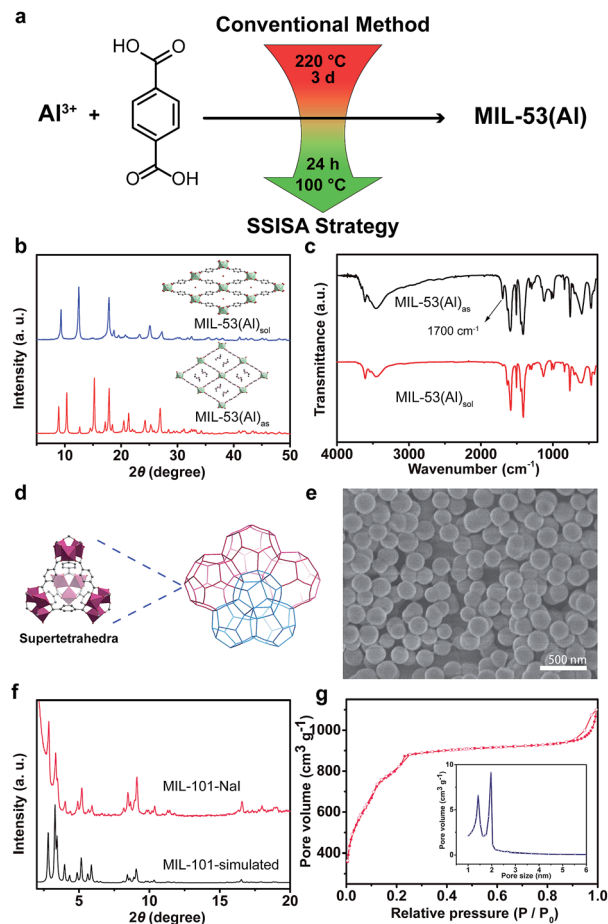 a
Conventional Method
220 °C
3 d
Al³⁺ +
HO
O
O
OH
MIL-53(Al)
24 h
100 °C
SSISA Strategy
b
Intensity (a. u.)
MIL-53(Al)sol
MIL-53(Al)as
10 20 30 40 50
2θ (degree)
c
Transmittance (a.u.)
MIL-53(Al)as
1700 cm⁻¹
MIL-53(Al)sol
4000 3000 2000 1000
Wavenumber (cm⁻¹)
d
Supertetrahedra
e
500 nm
f
Intensity (a. u.)
MIL-101-NaI
MIL-101-simulated
5 10 15 20
2θ (degree)
g
Pore volume (cm³ g⁻¹)
1000
800
600
400
0.0 0.2 0.4 0.6 0.8 1.0
Relative pressure (P / P₀)
Pore volume (cm³ g⁻¹)
10
5
0
1 2 3 4 5 6
Pore size (nm)